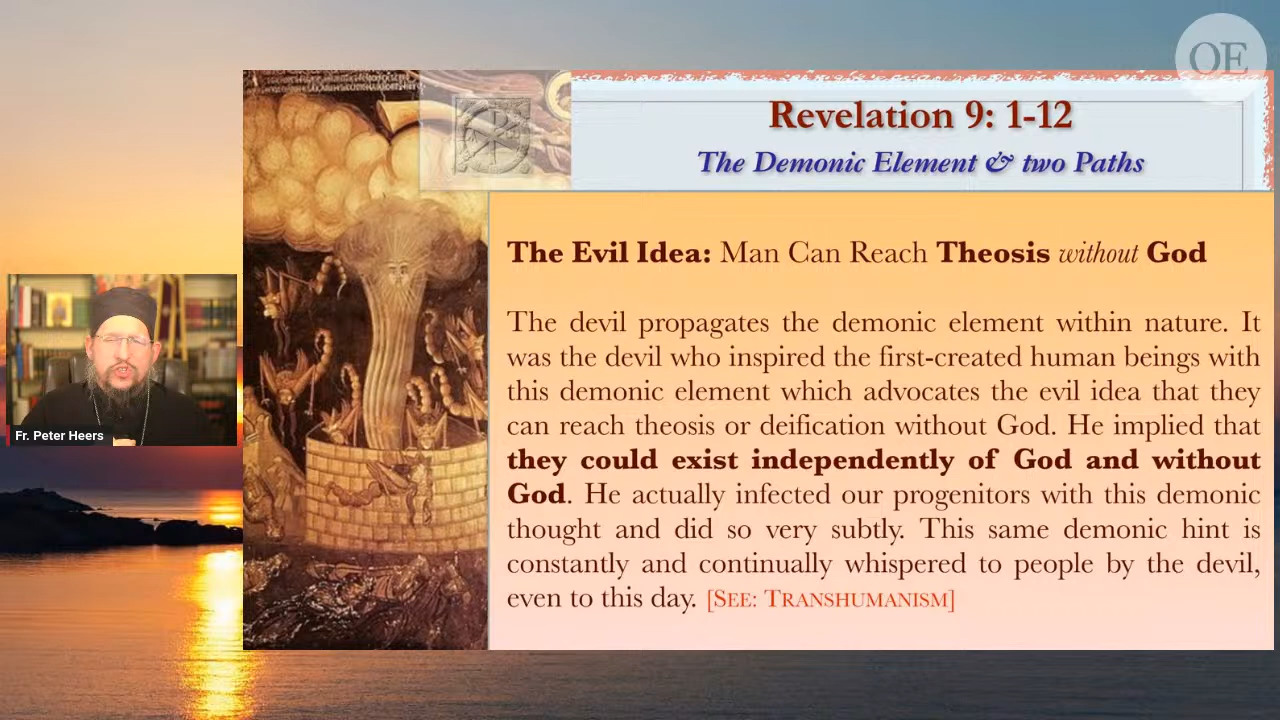 OE
Revelation 9: 1-12
The Demonic Element & two Paths
The Evil Idea: Man Can Reach Theosis without God
The devil propagates the demonic element within nature. It
was the devil who inspired the first-created human beings with
this demonic element which advocates the evil idea that they
can reach theosis or deification without God. He implied that
they could exist independently of God and without
God. He actually infected our progenitors with this demonic
thought and did so very subtly. This same demonic hint is
constantly and continually whispered to people by the devil,
even to this day. [SEE: TRANSHUMANISM]
Fr. Peter Heers